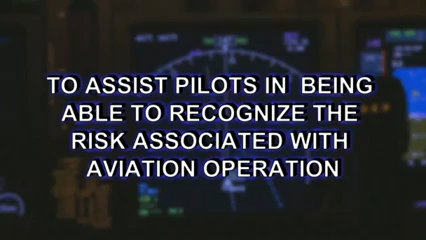 TO ASSIST PILOTS IN BEING
ABLE TO RECOGNIZE THE
RISK ASSOCIATED WITH
AVIATION OPERATION